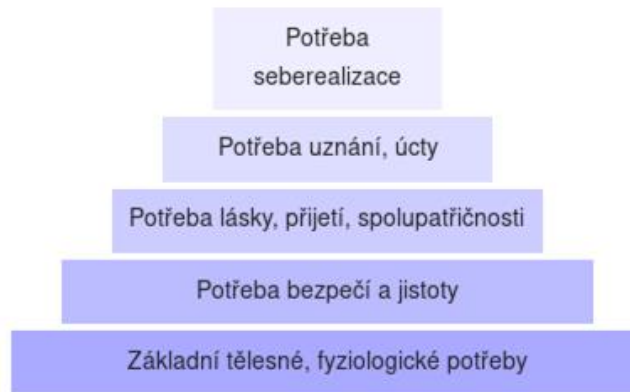 Potřeba
seberealizace
Potřeba uznání, úcty
Potřeba lásky, přijetí, spolupatřičnosti
Potřeba bezpečí a jistoty
Základní tělesné, fyziologické potřeby